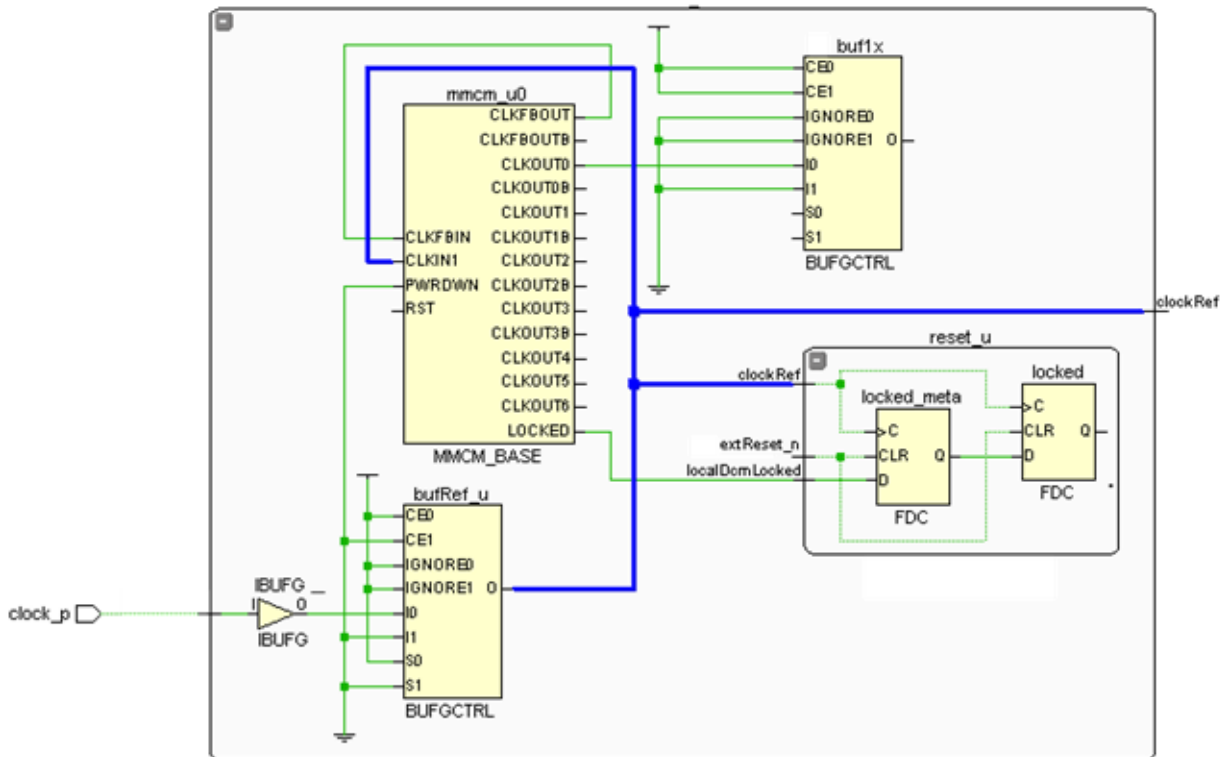 mmcm_u0
CLKFBOUT
CLKFBOUTB
CLKOUT0
CLKOUT0B
CLKOUT1
CLKFBIN
CLKOUT1B
CLKIN1
CLKOUT2
PWRDWN
CLKOUT2B
RST
CLKOUT3
CLKOUT3B
CLKOUT4
CLKOUT5
CLKOUT6
LOCKED
MMCM_BASE
buf1x
CE0
CE1
IGNORE0
IGNORE1
O
I0
I1
S0
S1
BUFGCTRL
clockRef
reset_u
clockRef
extReset_n
localDcmLocked
locked_meta
C
CLR
Q
D
FDC
locked
C
CLR
Q
D
FDC
bufRef_u
CE0
CE1
IGNORE0
IGNORE1
O
I0
I1
S0
S1
BUFGCTRL
clock_p
IBUFG _
I
O
IBUFG